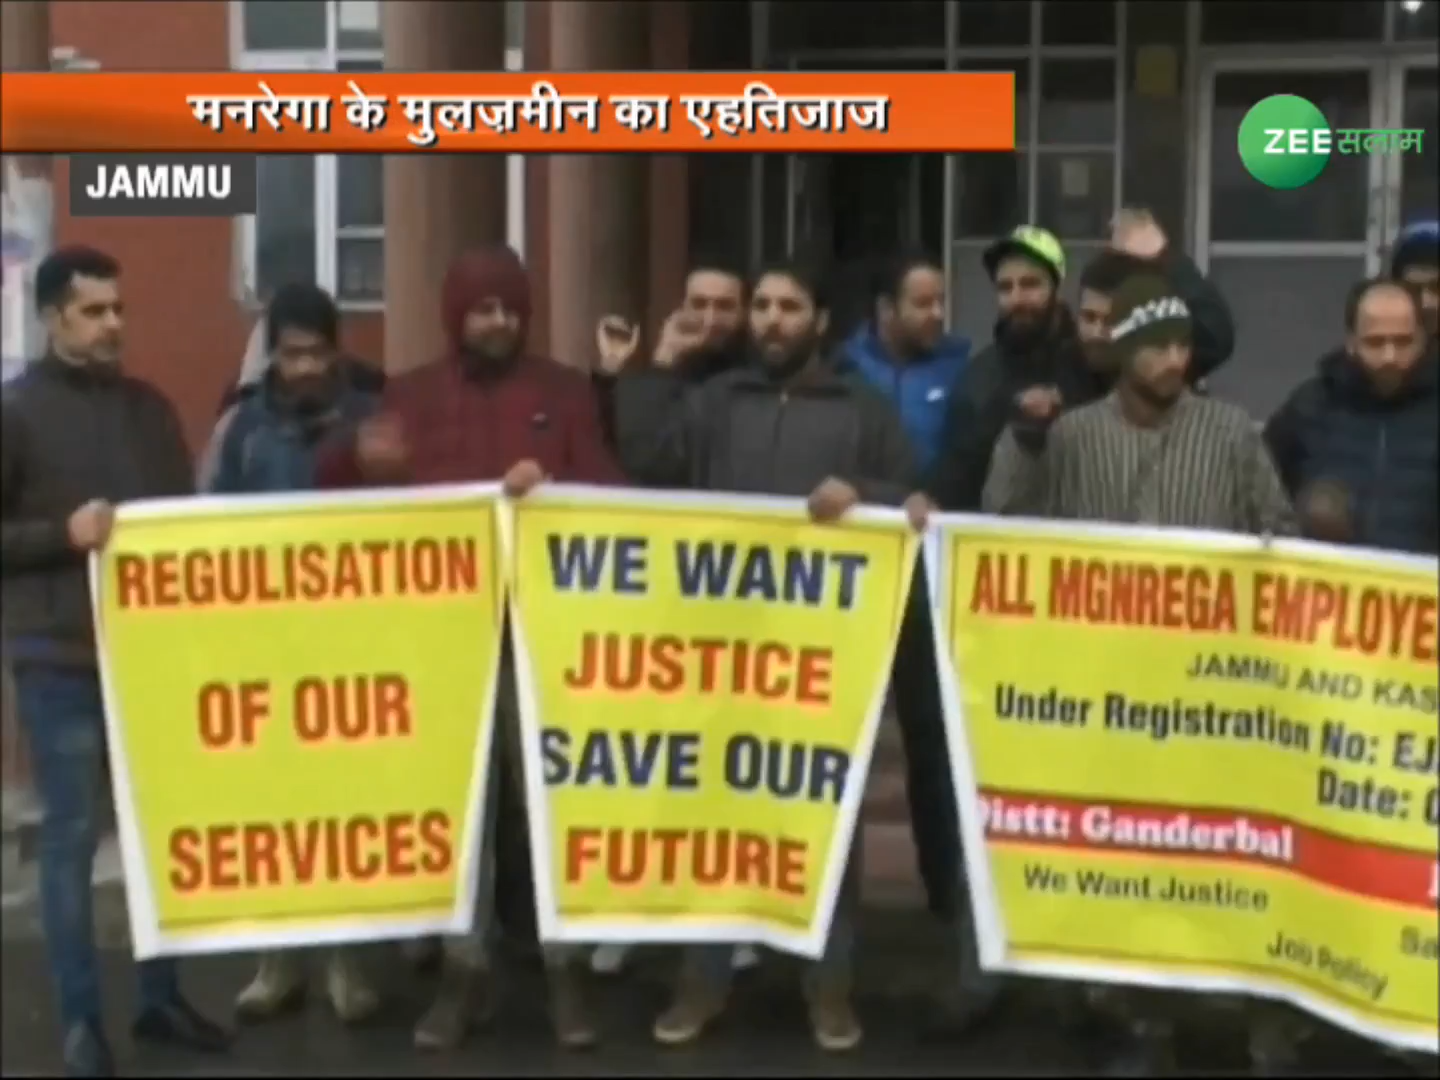 मनरेगा के मुलज़मीन का एहतिजाज
ZEE सलाम
JAMMU
REGULISATION
OF OUR
SERVICES
WE WANT
JUSTICE
SAVE OUR
FUTURE
ALL MGNREGA EMPLOYE
JAMMU AND KAS
Under Registration No: EJ
Date:
Distt: Ganderbal
We Want Justice
Job Policy